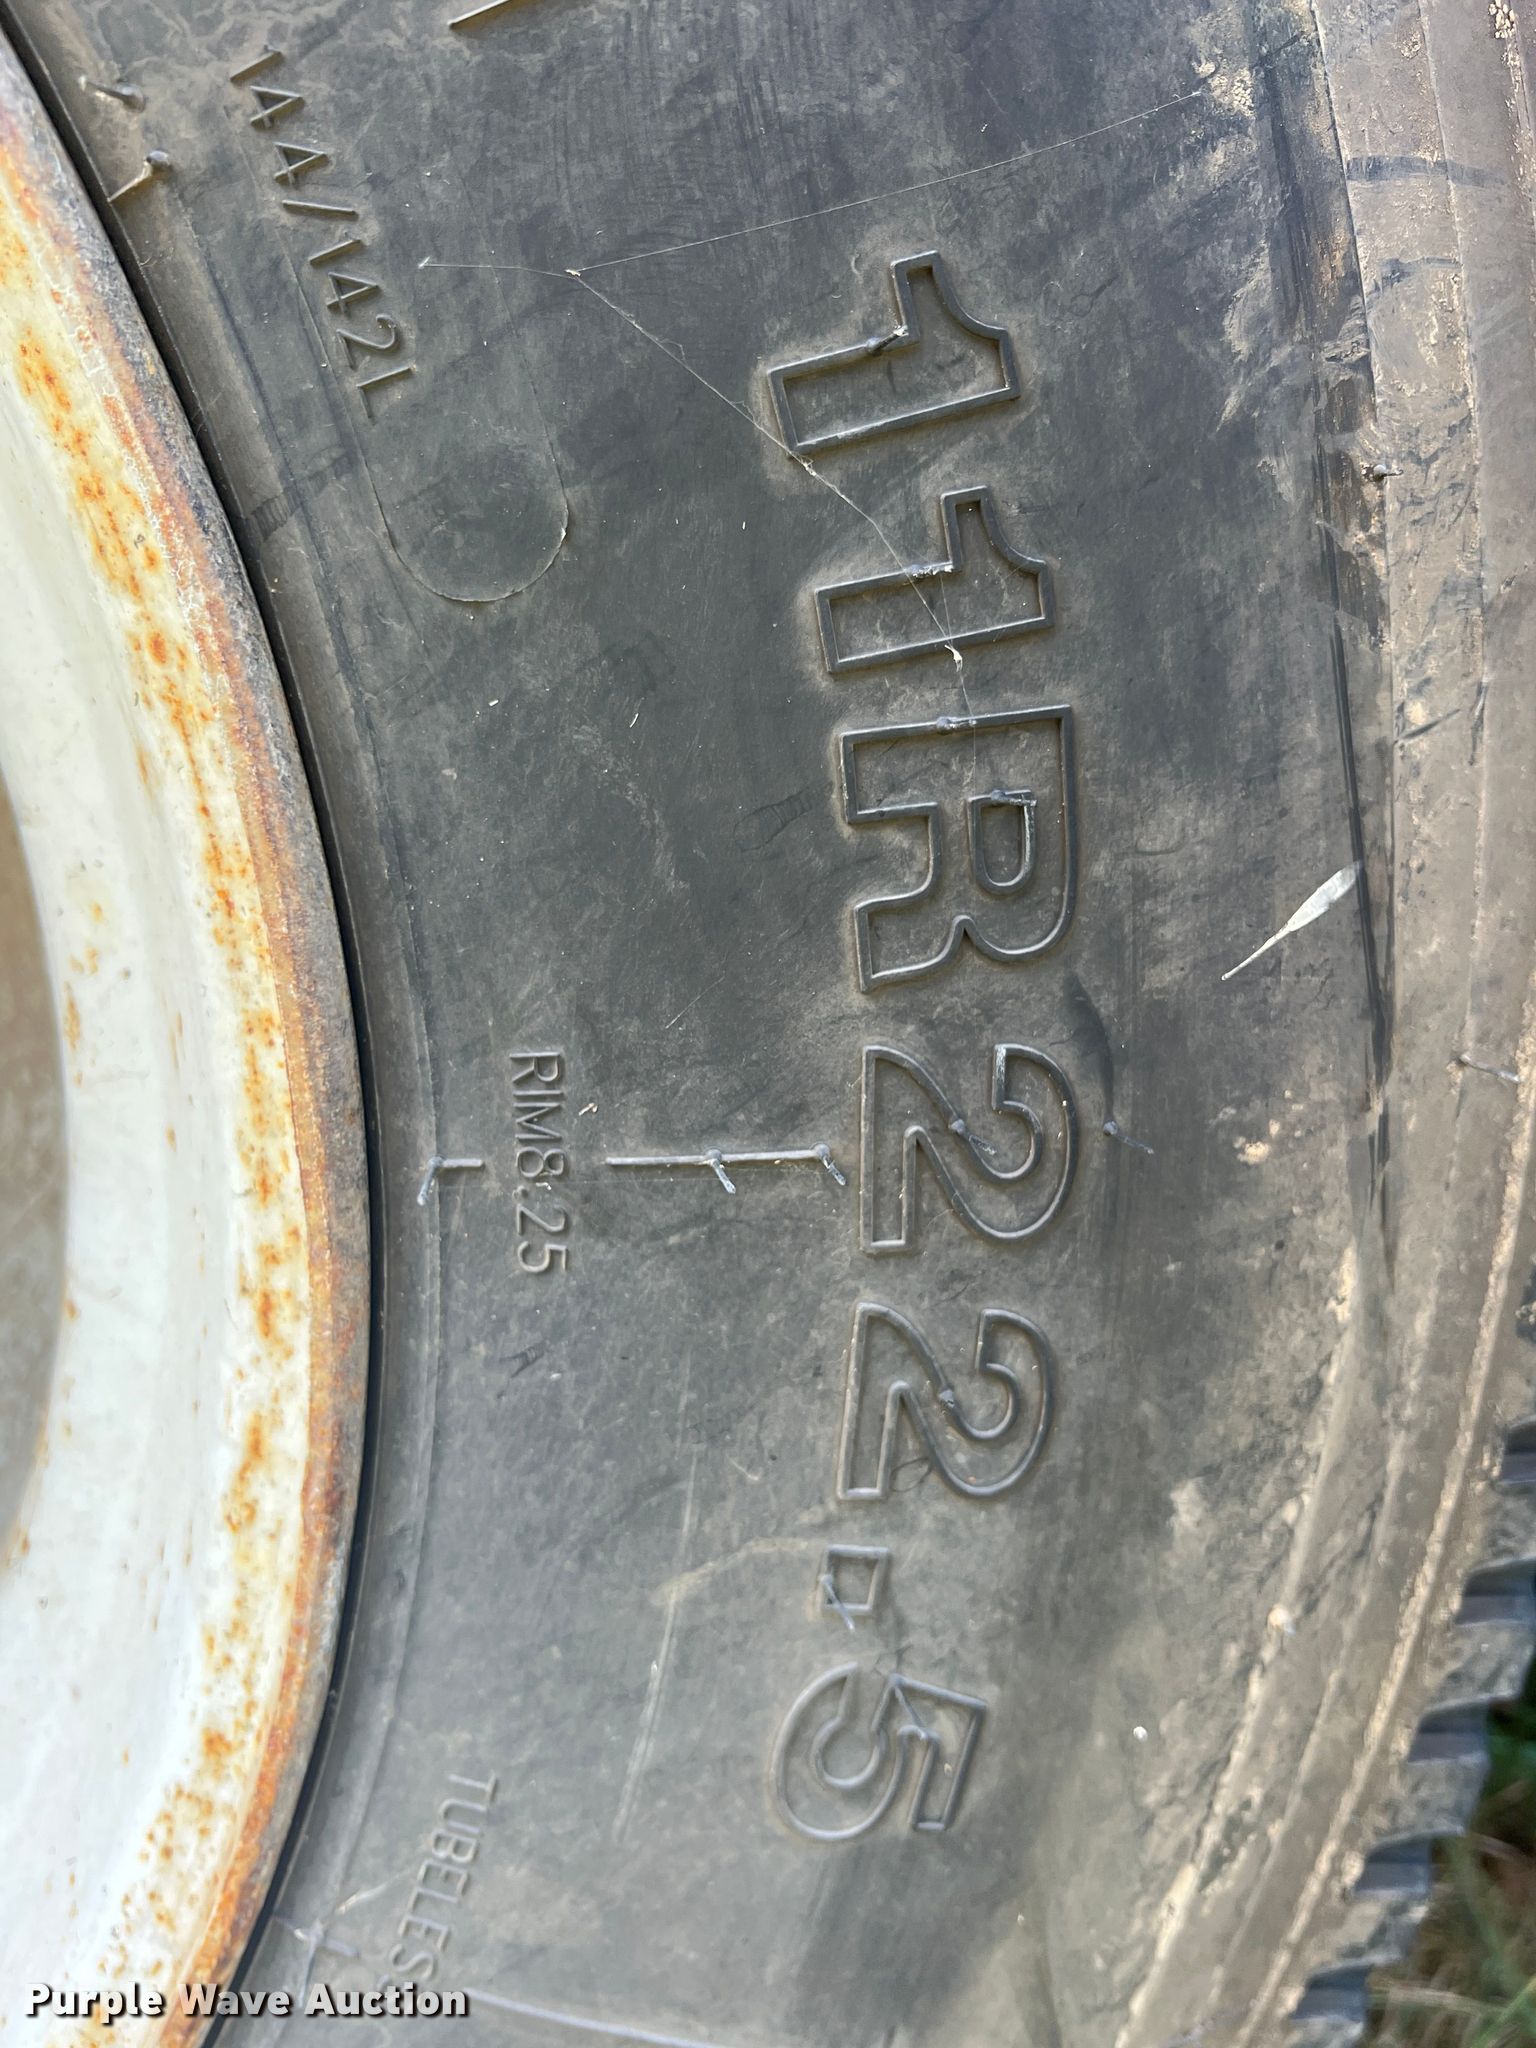 144/142L
11R22.5
RIM8.25
TUBELESS
Purple Wave Auction